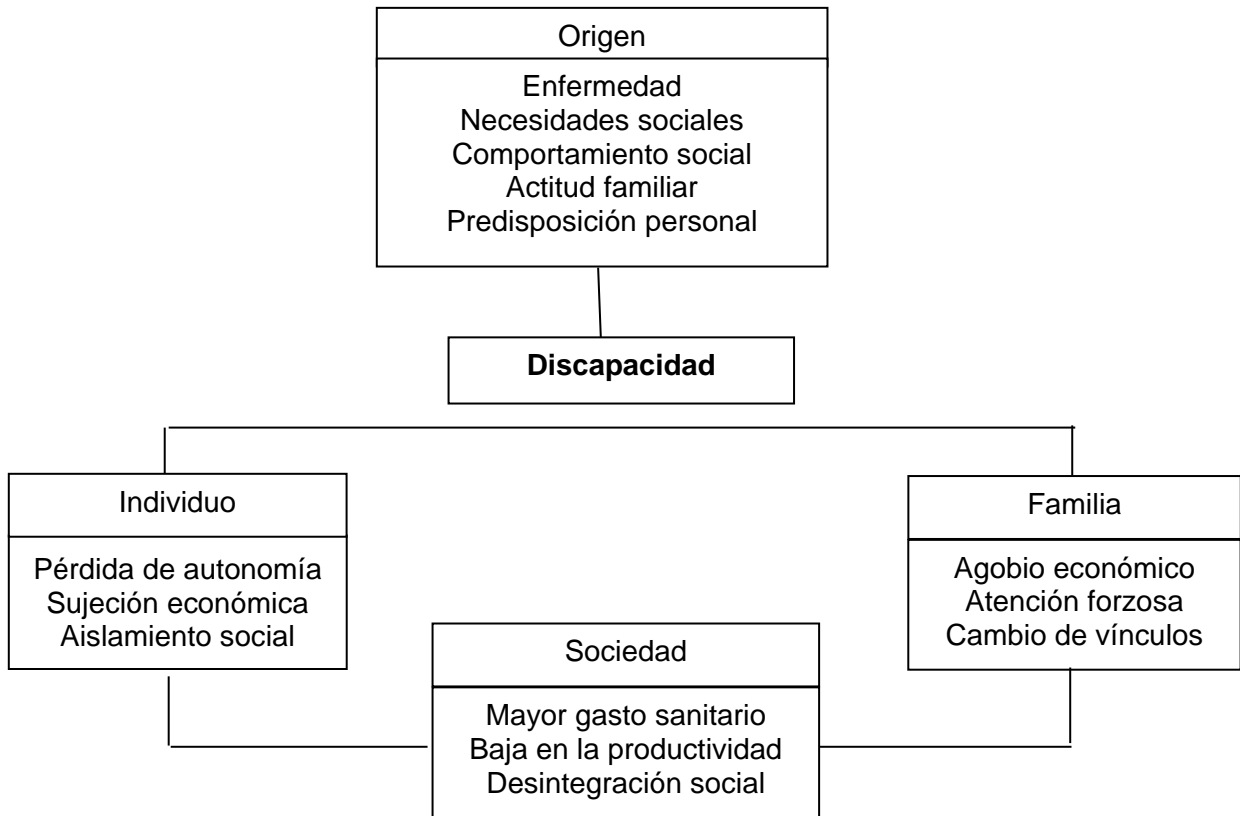 Origen
Enfermedad
Necesidades sociales
Comportamiento social
Actitud familiar
Predisposición personal
Discapacidad
Individuo
Pérdida de autonomía
Sujeción económica
Aislamiento social
Familia
Agobio económico
Atención forzosa
Cambio de vínculos
Sociedad
Mayor gasto sanitario
Baja en la productividad
Desintegración social